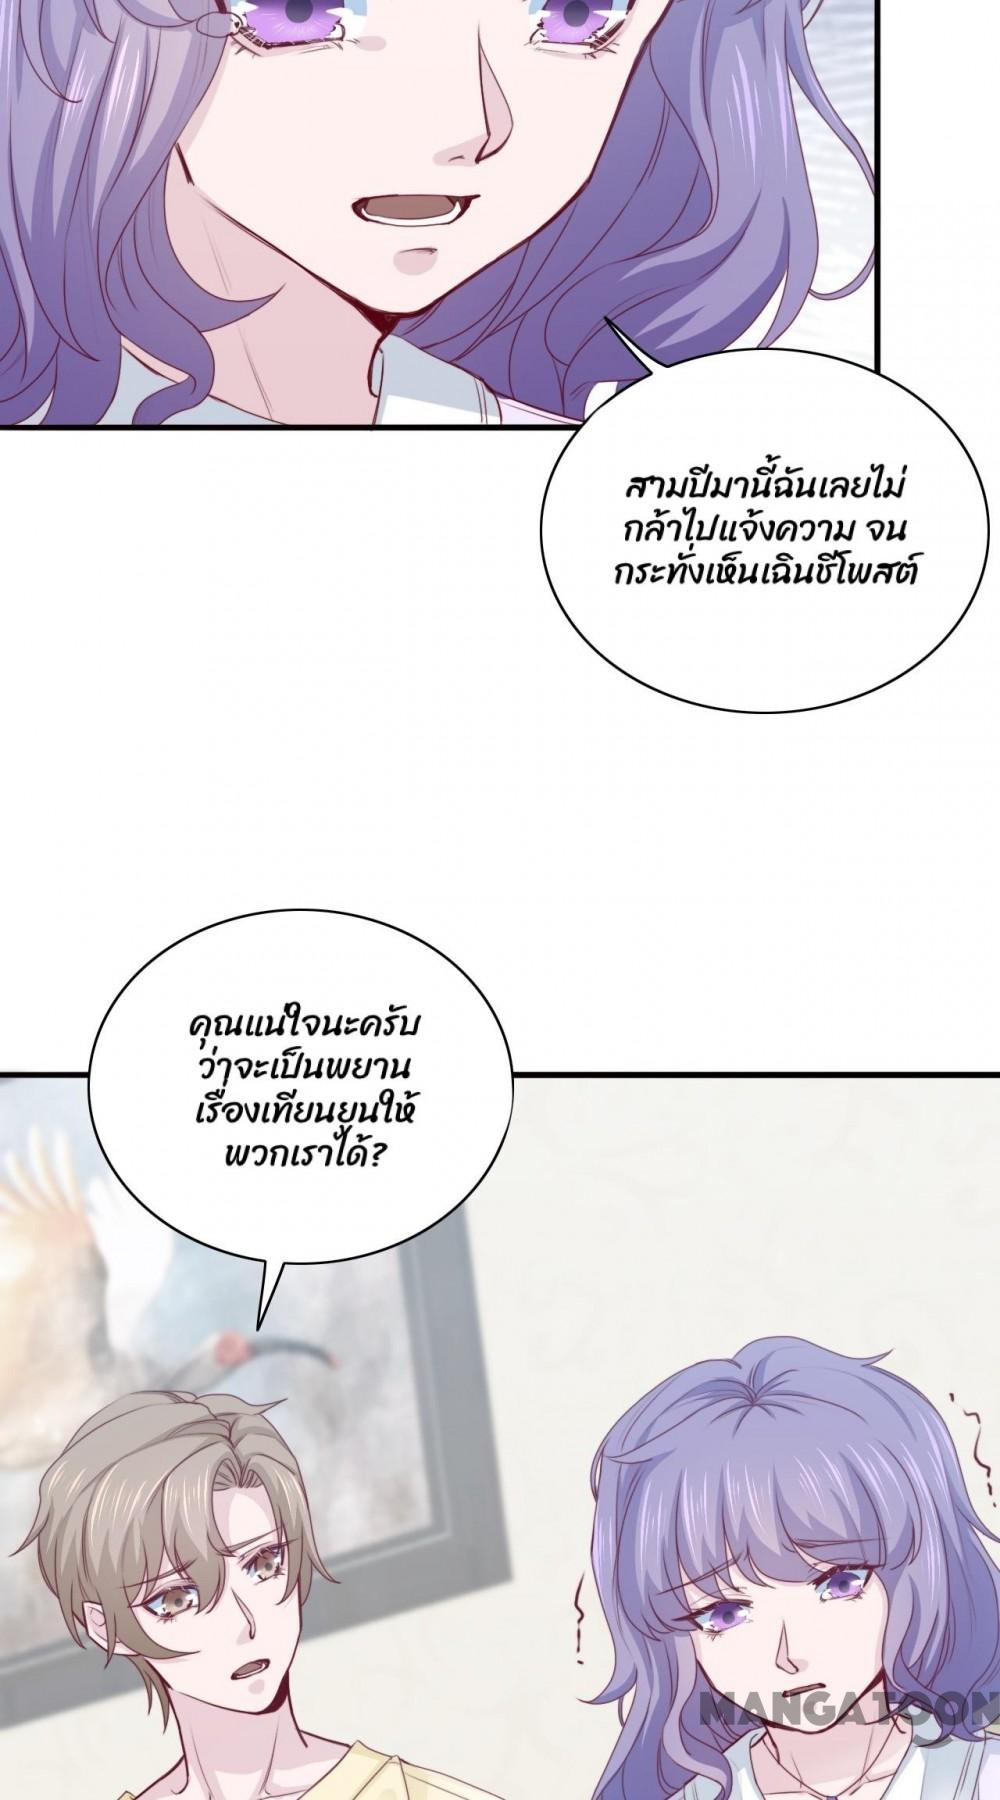 สามปีมานี้ฉันเลยไม่
กล้าไปแจ้งความ จน
กระทั่งเห็นเฉินชีโพสต์
คุณแน่ใจนะครับ
ว่าจะเป็นพยาน
เรื่องเทียนยูนให้
พวกเราได้?
MANGATOON